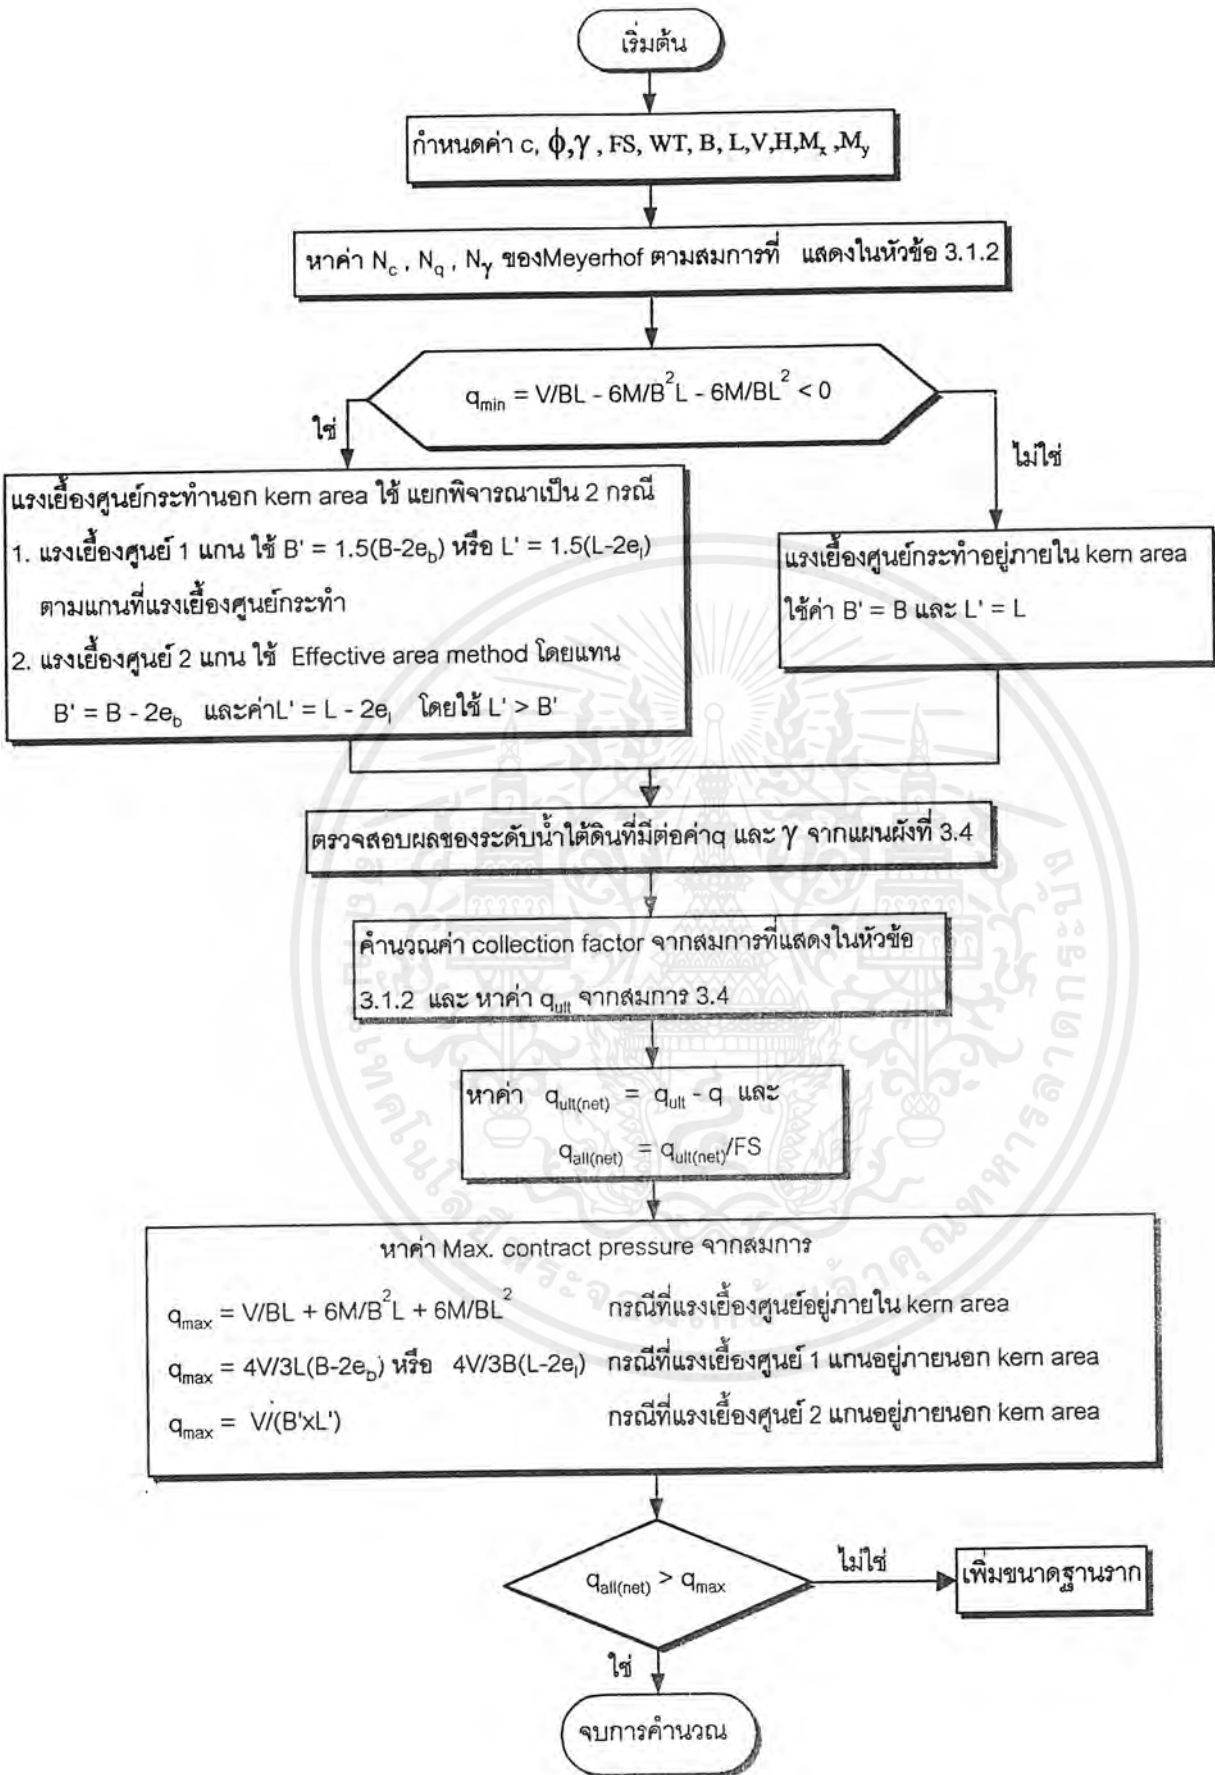 เริ่มต้น
กำหนดค่า c, ϕ,γ , FS, WT, B, L,V,H,Mₓ ,M_y
หาค่า N_c , N_q , N_γ ของMeyerhof ตามสมการที่ แสดงในหัวข้อ 3.1.2
q_min = V/BL - 6M/B²L - 6M/BL² < 0
ใช่
ไม่ใช่
แรงเยื้องศูนย์กระทำนอก kern area ใช้ แยกพิจารณาเป็น 2 กรณี
1. แรงเยื้องศูนย์ 1 แกน ใช้ B' = 1.5(B-2e_b) หรือ L' = 1.5(L-2e_l)
ตามแกนที่แรงเยื้องศูนย์กระทำ
2. แรงเยื้องศูนย์ 2 แกน ใช้ Effective area method โดยแทน
B' = B - 2e_b และค่าL' = L - 2e_l โดยใช้ L' > B'
แรงเยื้องศูนย์กระทำอยู่ภายใน kern area
ใช้ค่า B' = B และ L' = L
ตรวจสอบผลของระดับน้ำใต้ดินที่มีต่อค่าq และ γ จากแผนผังที่ 3.4
คำนวณค่า collection factor จากสมการที่แสดงในหัวข้อ
3.1.2 และ หาค่า q_ult จากสมการ 3.4
หาค่า q_ult(net) = q_ult - q และ
q_all(net) = q_ult(net)/FS
หาค่า Max. contract pressure จากสมการ
q_max = V/BL + 6M/B²L + 6M/BL² กรณีที่แรงเยื้องศูนย์อยู่ภายใน kern area
q_max = 4V/3L(B-2e_b) หรือ 4V/3B(L-2e_l) กรณีที่แรงเยื้องศูนย์ 1 แกนอยู่ภายนอก kern area
q_max = V/(B'xL') กรณีที่แรงเยื้องศูนย์ 2 แกนอยู่ภายนอก kern area
q_all(net) > q_max
ไม่ใช่
เพิ่มขนาดฐานราก
ใช่
จบการคำนวณ